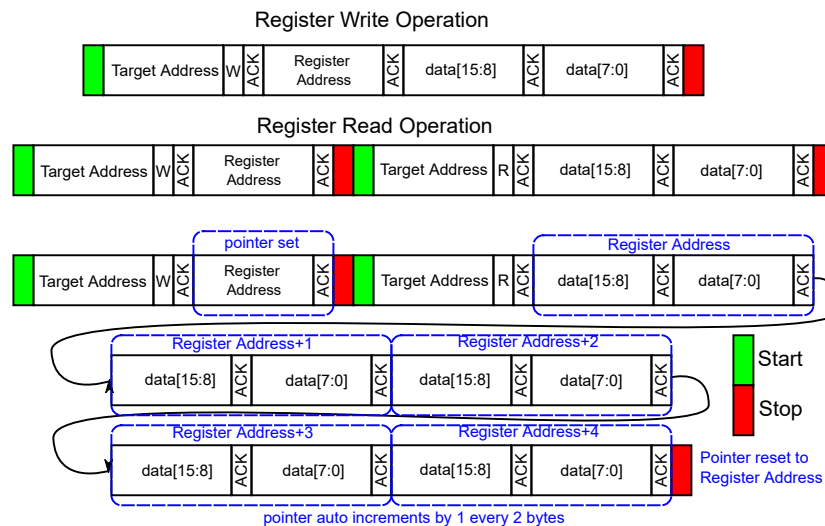 Register Write Operation
Target Address W ACK Register Address ACK data[15:8] ACK data[7:0] ACK
Register Read Operation
Target Address W ACK Register Address ACK Target Address R ACK data[15:8] ACK data[7:0] ACK
pointer set Register Address
Target Address W ACK Register Address ACK Target Address R ACK data[15:8] ACK data[7:0] ACK
Register Address+1 Register Address+2
data[15:8] ACK data[7:0] ACK data[15:8] ACK data[7:0] ACK
Start
Stop
Register Address+3 Register Address+4
data[15:8] ACK data[7:0] ACK data[15:8] ACK data[7:0] ACK
Pointer reset to
Register Address
pointer auto increments by 1 every 2 bytes